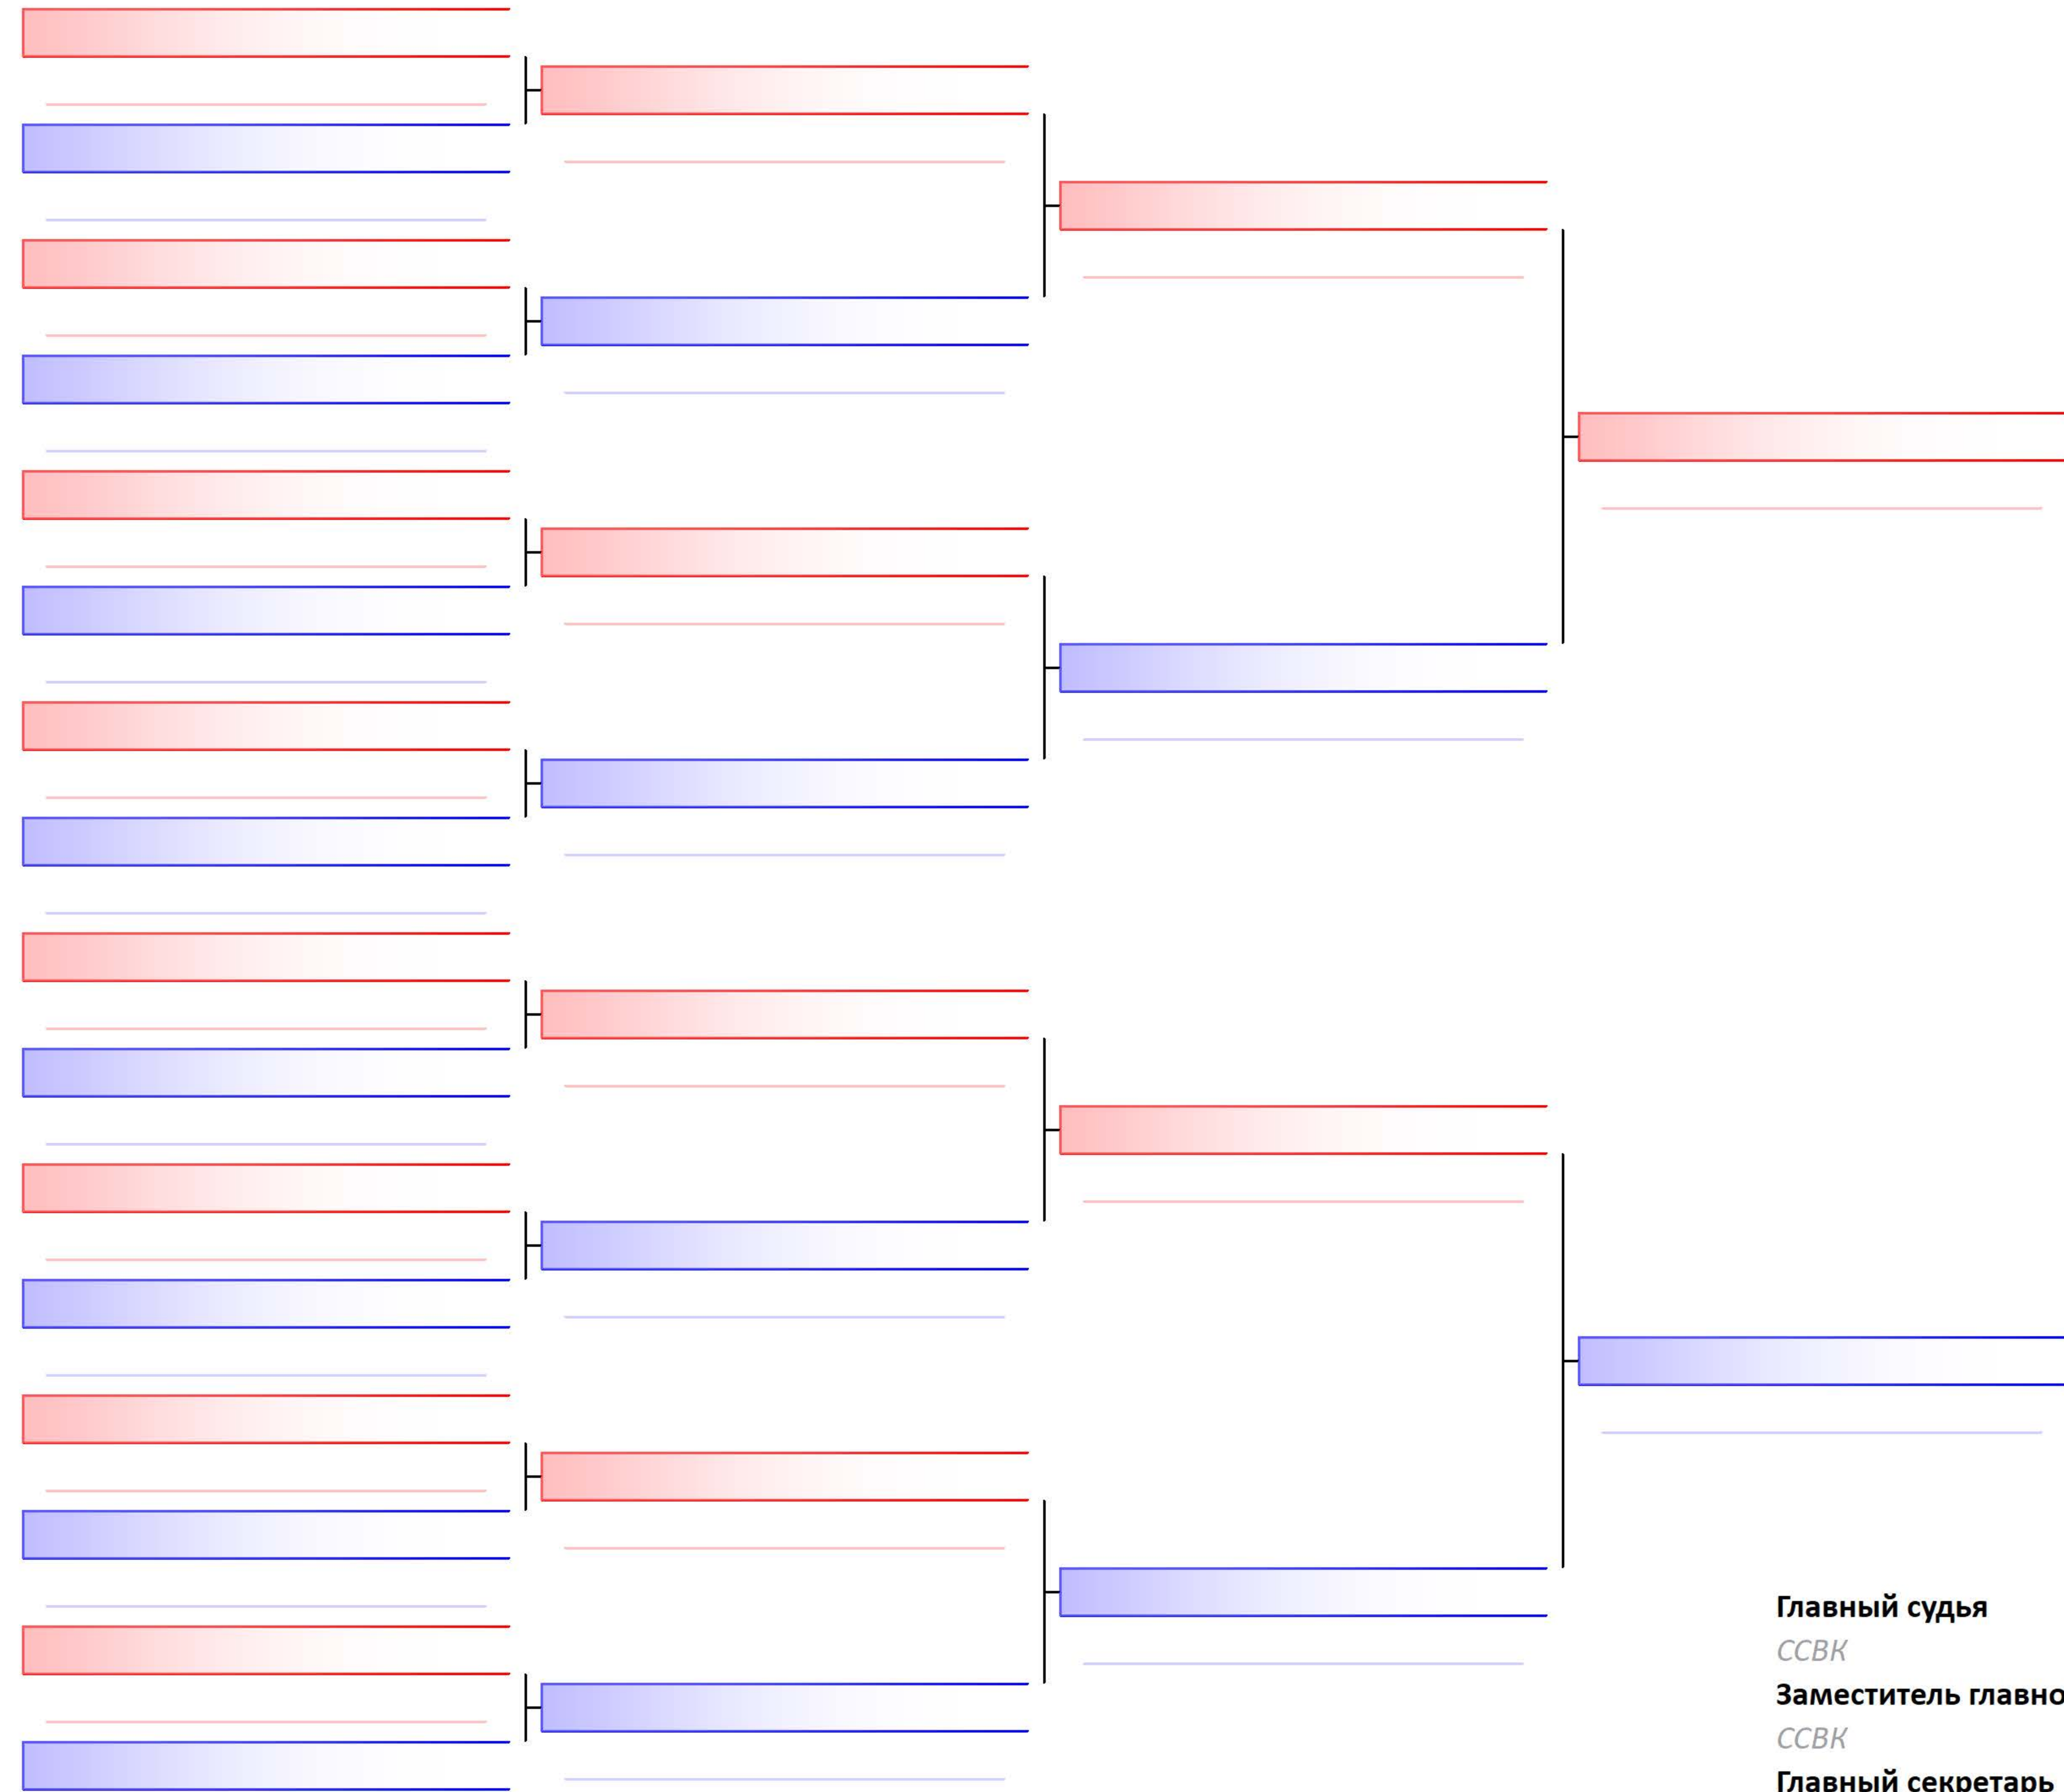 Главный судья
ССВК
Заместитель главно
ССВК
Главный секретарь